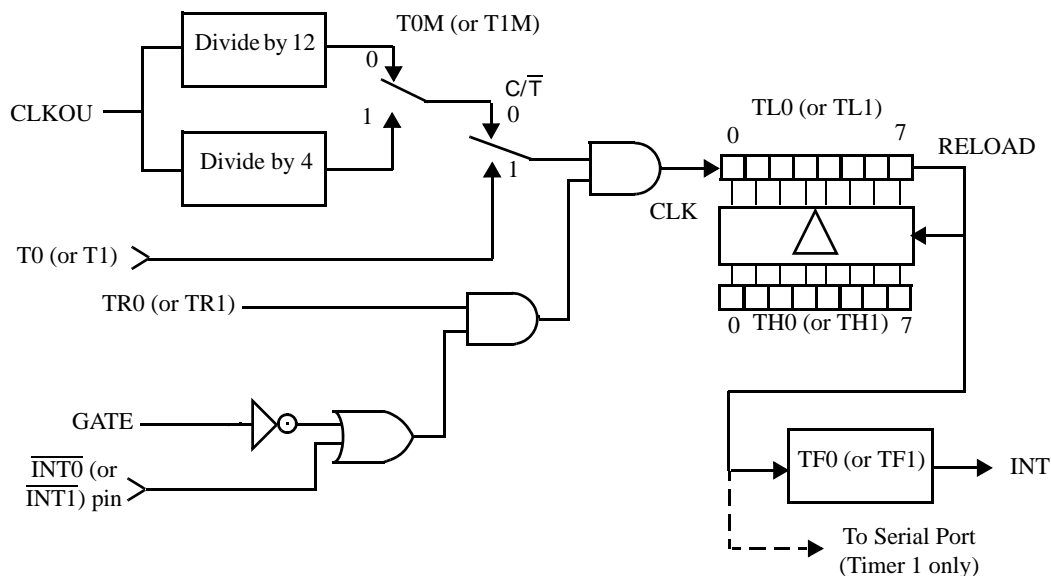 T0M (or T1M)
Divide by 12
0
C/T̅
CLKOU
0
TL0 (or TL1)
1
0
7
Divide by 4
RELOAD
1
CLK
T0 (or T1)
TR0 (or TR1)
0
TH0 (or TH1)
7
GATE
I̅N̅T̅0̅ (or
I̅N̅T̅1̅) pin
TF0 (or TF1)
INT
To Serial Port
(Timer 1 only)